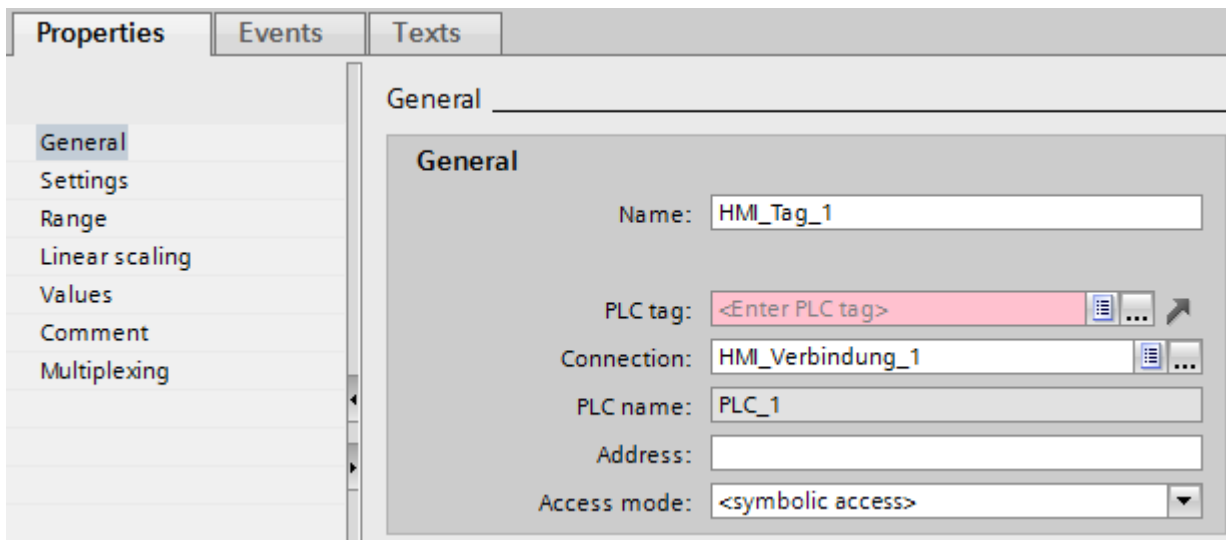 Properties Events Texts
General
General
Settings
Range
Linear scaling
Values
Comment
Multiplexing
General
Name: HMI_Tag_1
PLC tag: <Enter PLC tag> ...
Connection: HMI_Verbindung_1 ...
PLC name: PLC_1
Address:
Access mode: <symbolic access>